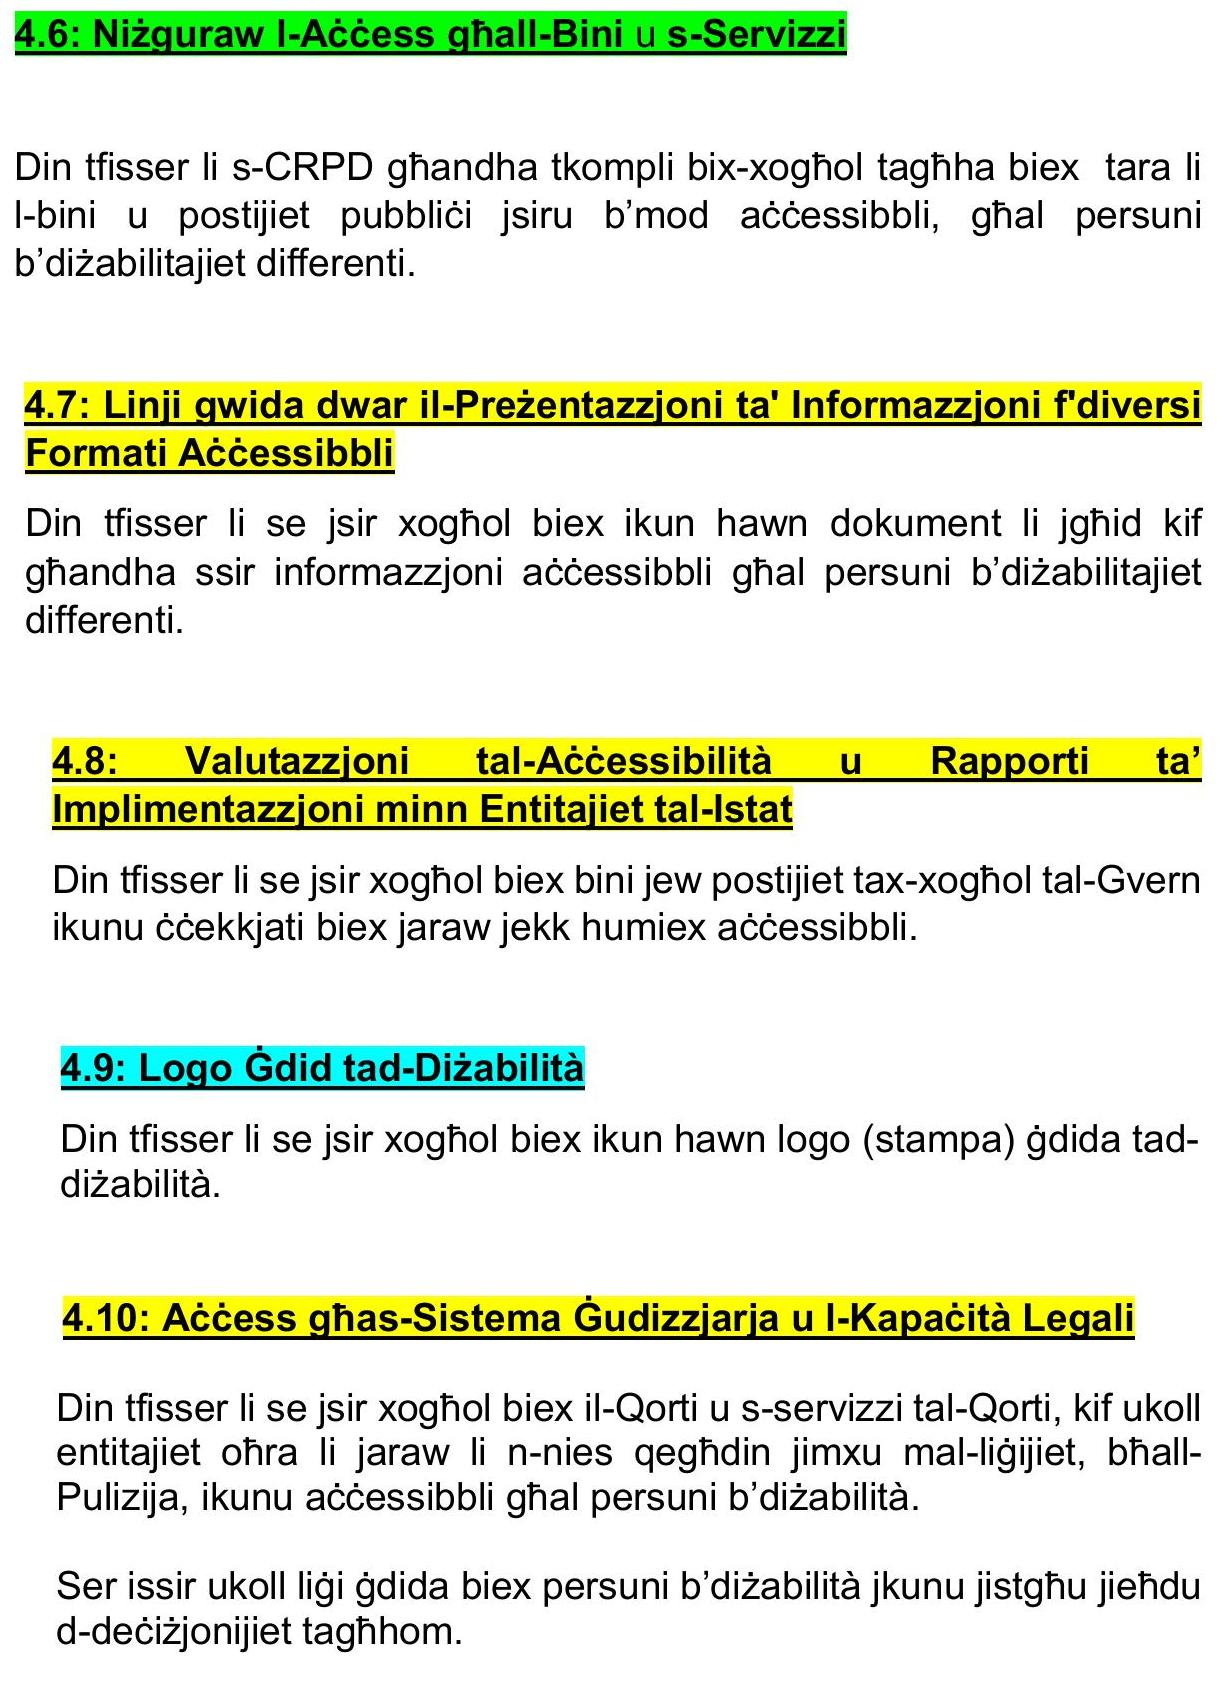 4.6: Niżguraw l-Aċċess għall-Bini u s-Servizzi
Din tfisser li s-CRPD għandha tkompli bix-xogħol tagħha biex tara li
l-bini u postijiet pubbliċi jsiru b’mod aċċessibbli, għal persuni
b’diżabilitajiet differenti.
4.7: Linji gwida dwar il-Preżentazzjoni ta' Informazzjoni f'diversi
Formati Aċċessibbli
Din tfisser li se jsir xogħol biex ikun hawn dokument li jgħid kif
għandha ssir informazzjoni aċċessibbli għal persuni b’diżabilitajiet
differenti.
4.8: Valutazzjoni tal-Aċċessibilità u Rapporti ta’
Implimentazzjoni minn Entitajiet tal-Istat
Din tfisser li se jsir xogħol biex bini jew postijiet tax-xogħol tal-Gvern
ikunu ċċekkjati biex jaraw jekk humiex aċċessibbli.
4.9: Logo Ġdid tad-Diżabilità
Din tfisser li se jsir xogħol biex ikun hawn logo (stampa) ġdida tad-
diżabilità.
4.10: Aċċess għas-Sistema Ġudizzjarja u l-Kapaċità Legali
Din tfisser li se jsir xogħol biex il-Qorti u s-servizzi tal-Qorti, kif ukoll
entitajiet oħra li jaraw li n-nies qegħdin jimxu mal-liġijiet, bħall-
Pulizija, ikunu aċċessibbli għal persuni b’diżabilità.
Ser issir ukoll liġi ġdida biex persuni b’diżabilità jkunu jistgħu jieħdu
d-deċiżjonijiet tagħhom.